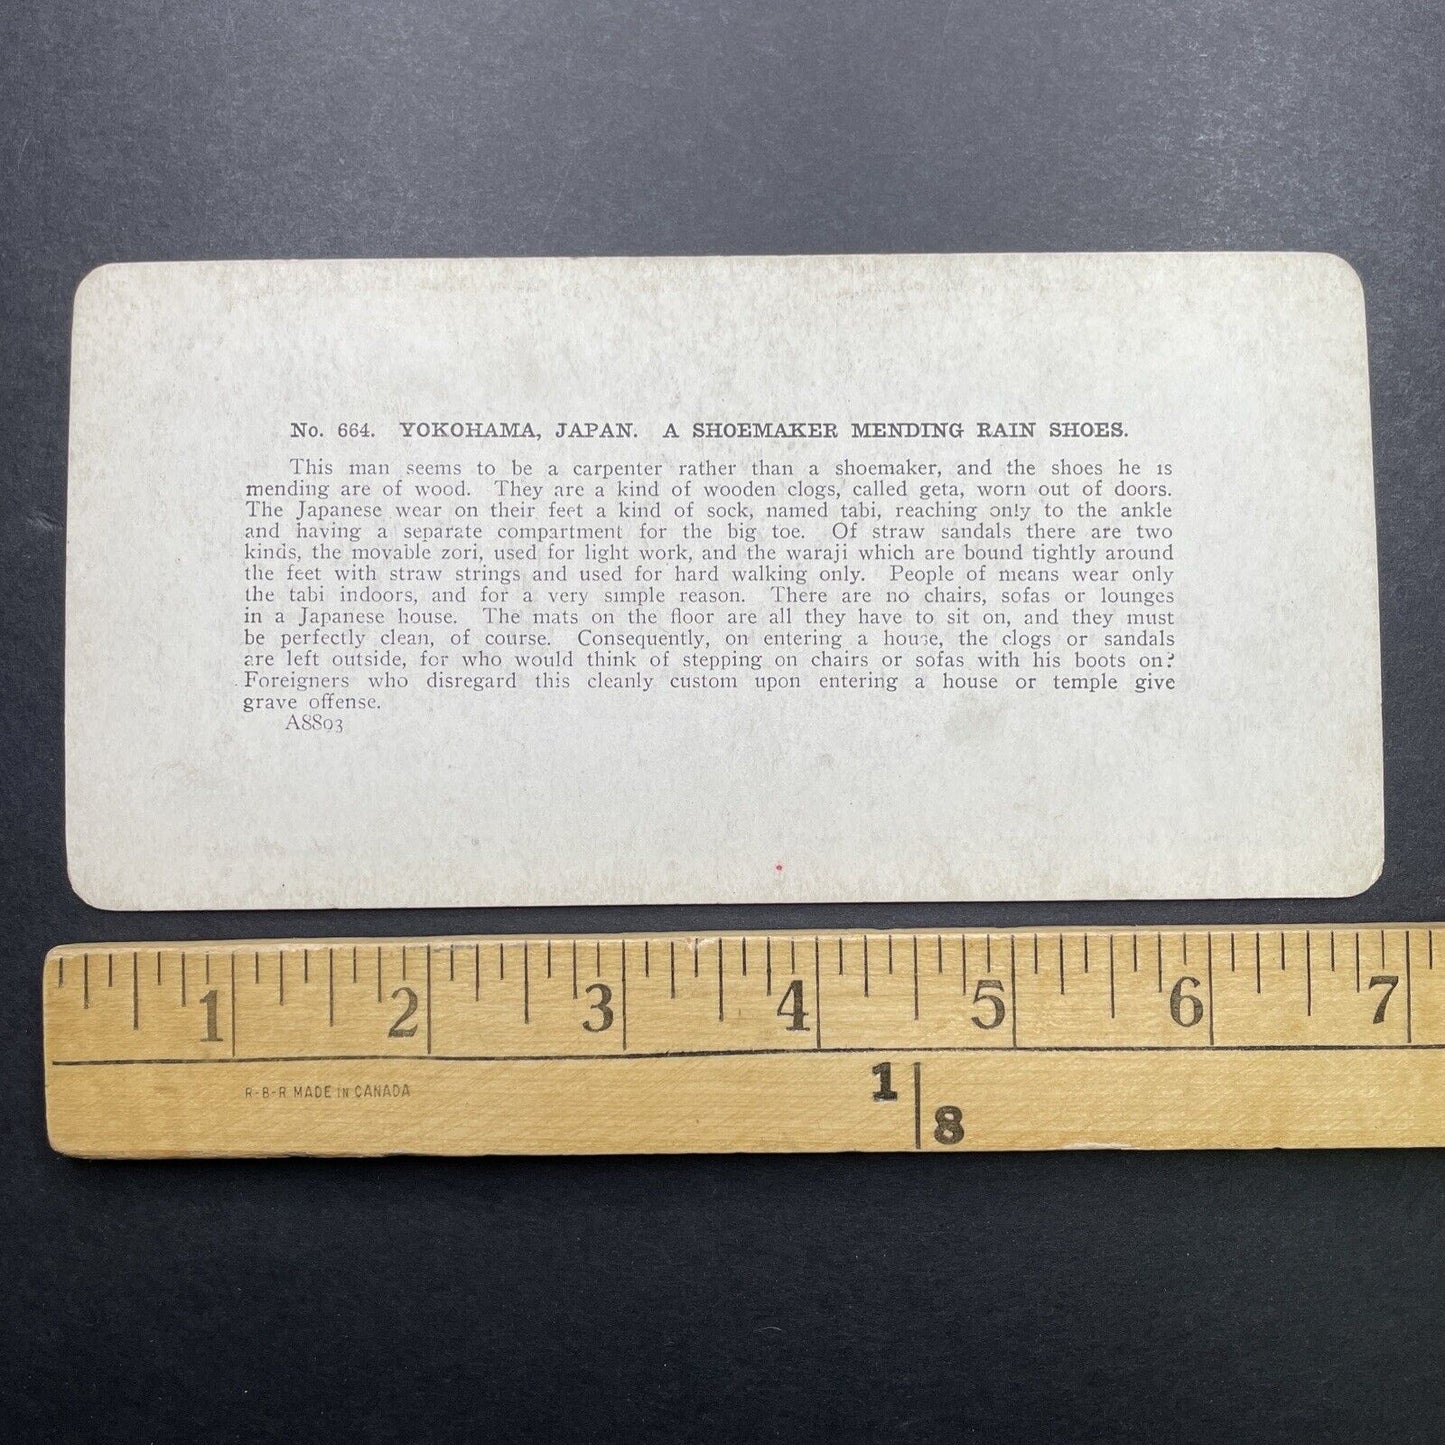 No. 664. YOKOHAMA, JAPAN. A SHOEMAKER MENDING RAIN SHOES.
This man seems to be a carpenter rather than a shoemaker, and the shoes he is
mending are of wood. They are a kind of wooden clogs, called geta, worn out of doors.
The Japanese wear on their feet a kind of sock, named tabi, reaching only to the ankle
and having a separate compartment for the big toe. Of straw sandals there are two
kinds, the movable zori, used for light work, and the waraji which are bound tightly around
the feet with straw strings and used for hard walking only. People of means wear only
the tabi indoors, and for a very simple reason. There are no chairs, sofas or lounges
in a Japanese house. The mats on the floor are all they have to sit on, and they must
be perfectly clean, of course. Consequently, on entering a house, the clogs or sandals
are left outside, for who would think of stepping on chairs or sofas with his boots on?
Foreigners who disregard this cleanly custom upon entering a house or temple give
grave offense.
A8803
1 2 3 4 5 6 7
R-B-R MADE IN CANADA
1
8